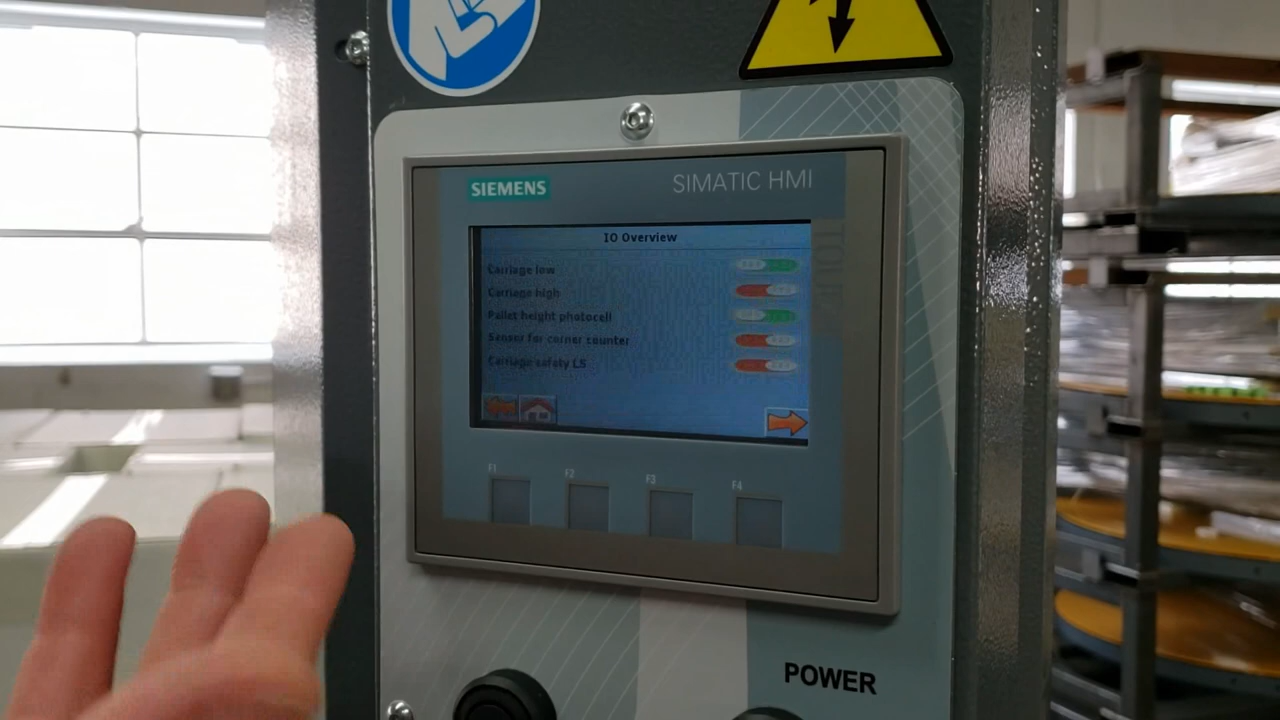 SIEMENS
SIMATIC HMI
IO Overview
Carriage low
Carriage high
Pallet height photocell
Sensor for corner counter
Carriage safety LS
F1 F2 F3 F4
POWER